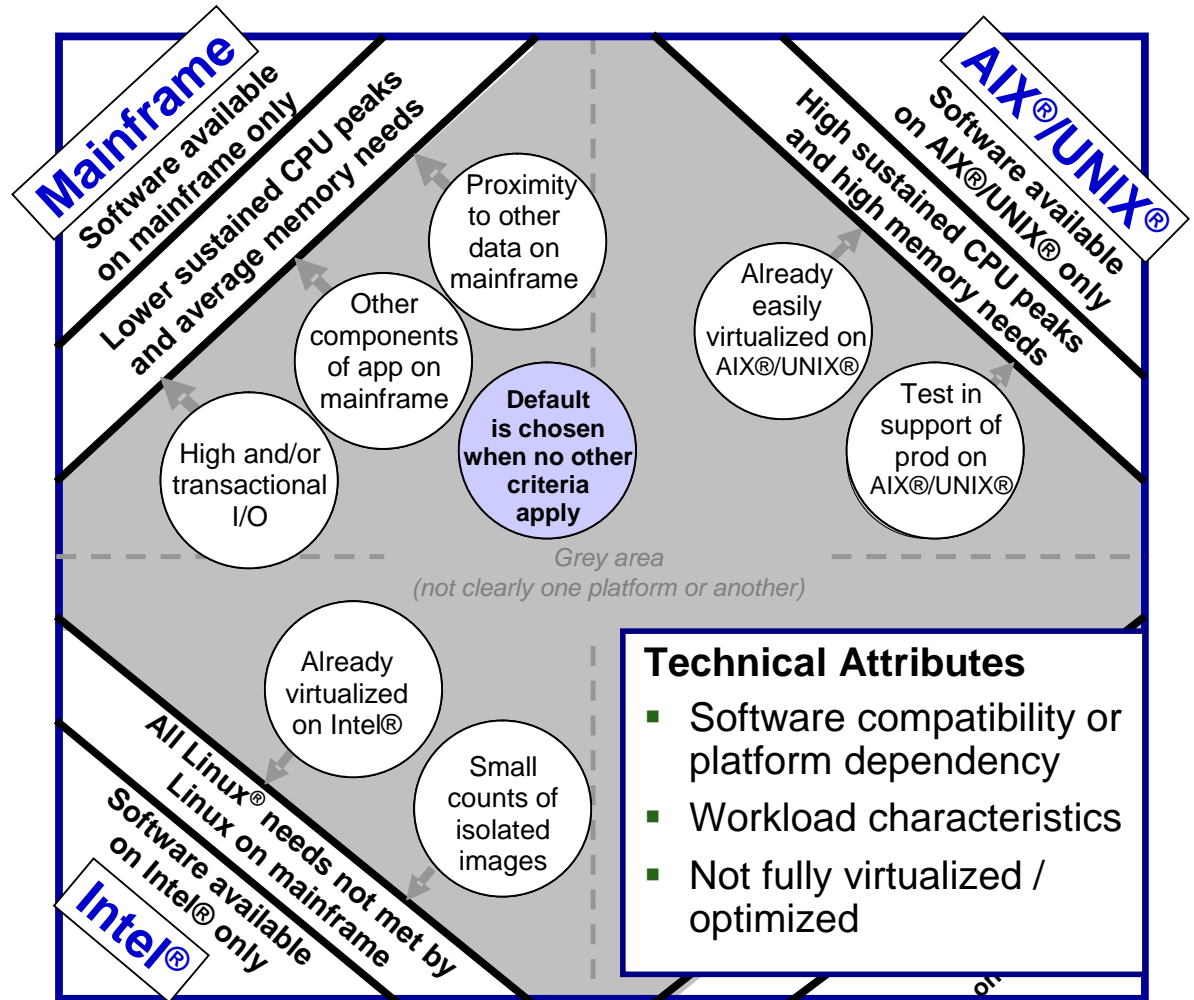 Mainframe
Software available
on mainframe only
Lower sustained CPU peaks
and average memory needs
AIX®/UNIX®
Software available
on AIX®/UNIX® only
High sustained CPU peaks
and high memory needs
Proximity
to other
data on
mainframe
Other
components
of app on
mainframe
High and/or
transactional
I/O
Default
is chosen
when no other
criteria
apply
Already
easily
virtualized on
AIX®/UNIX®
Test in
support of
prod on
AIX®/UNIX®
Grey area
(not clearly one platform or another)
Already
virtualized
on Intel®
Small
counts of
isolated
images
All Linux® needs not met by
Linux on mainframe
Software available
on Intel® only
Intel®
Technical Attributes
▪ Software compatibility or
platform dependency
▪ Workload characteristics
▪ Not fully virtualized /
optimized
on